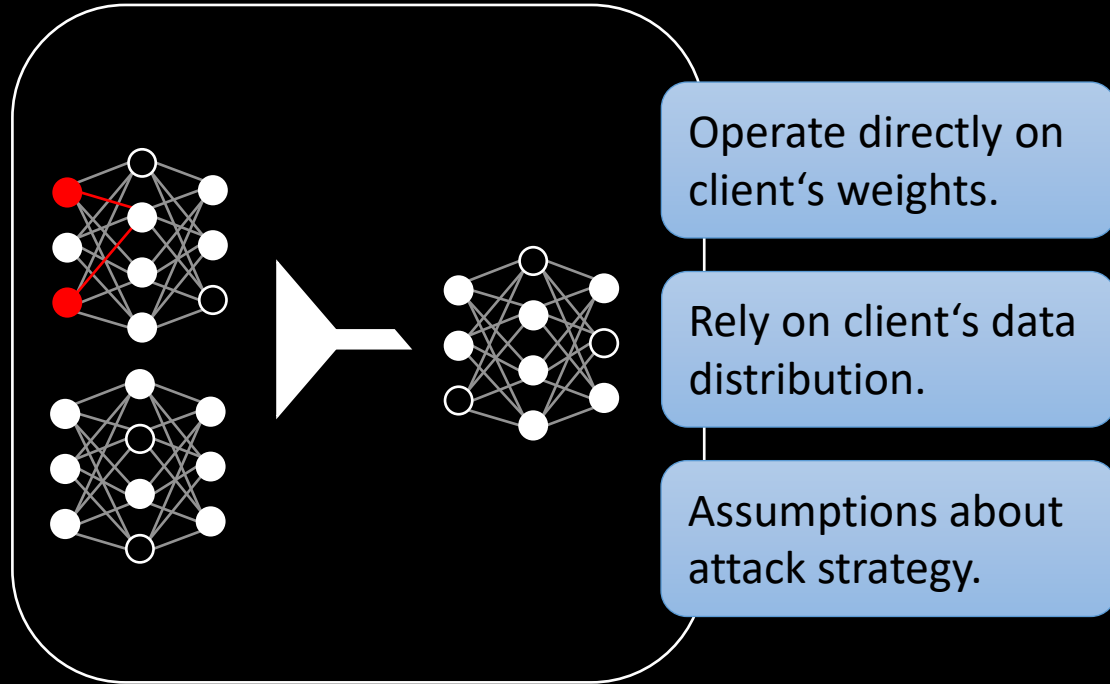 Operate directly on
client‘s weights.
Rely on client‘s data
distribution.
Assumptions about
attack strategy.